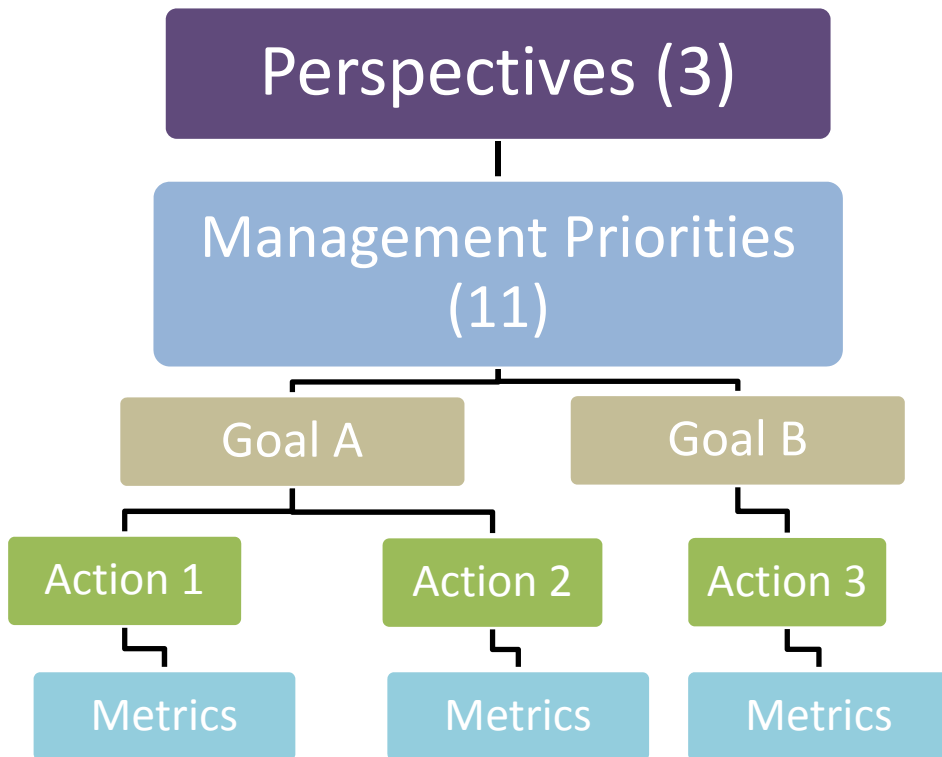 Perspectives (3)
Management Priorities
(11)
Goal A
Goal B
Action 1
Action 2
Action 3
Metrics
Metrics
Metrics